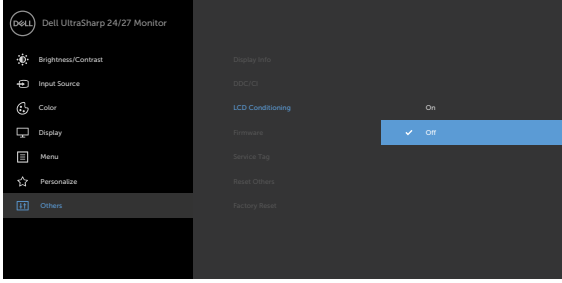 DELL Dell UltraSharp 24/27 Monitor
Brightness/Contrast
Display Info
Input Source
DDC/CI
Color
LCD Conditioning
On
Display
Firmware
Off
Menu
Service Tag
Personalize
Reset Others
Others
Factory Reset